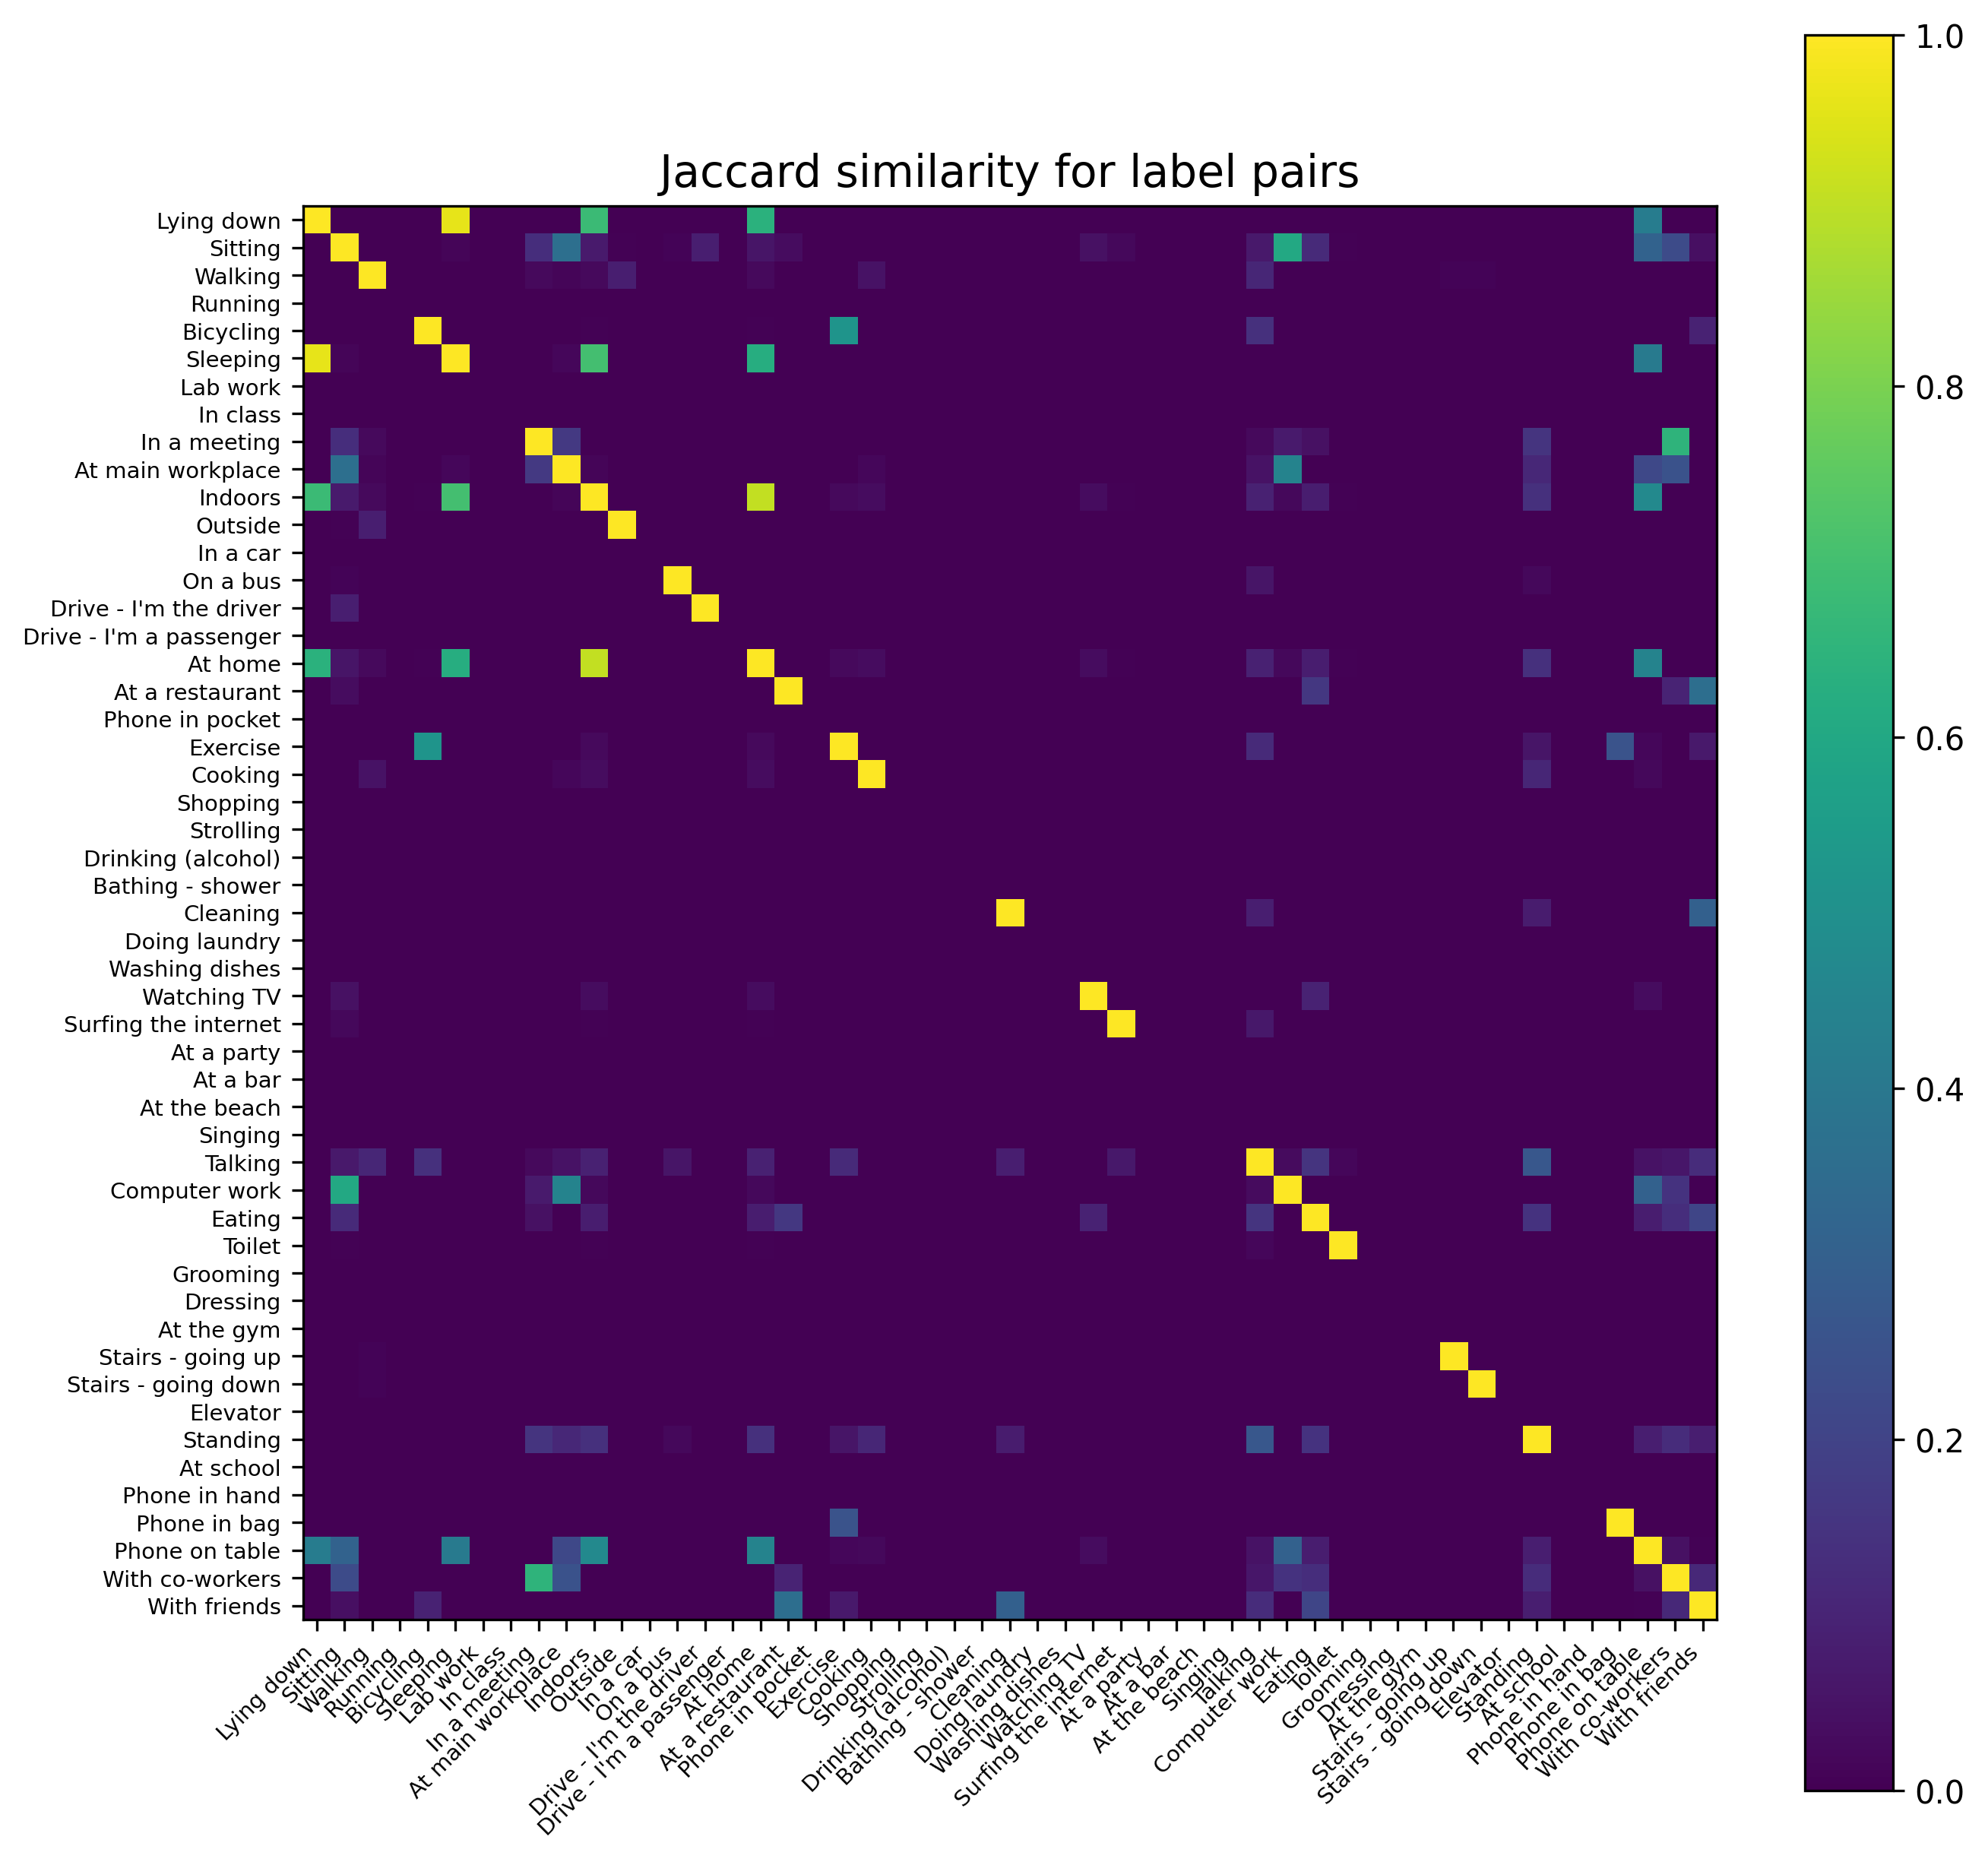 Jaccard similarity for label pairs
Lying down
Sitting
Walking
Running
Bicycling
Sleeping
Lab work
In class
In a meeting
At main workplace
Indoors
Outside
In a car
On a bus
Drive - I'm the driver
Drive - I'm a passenger
At home
At a restaurant
Phone in pocket
Exercise
Cooking
Shopping
Strolling
Drinking (alcohol)
Bathing - shower
Cleaning
Doing laundry
Washing dishes
Watching TV
Surfing the internet
At a party
At a bar
At the beach
Singing
Talking
Computer work
Eating
Toilet
Grooming
Dressing
At the gym
Stairs - going up
Stairs - going down
Elevator
Standing
At school
Phone in hand
Phone in bag
Phone on table
With co-workers
With friends
Lying down
Sitting
Walking
Running
Bicycling
Sleeping
Lab work
In class
In a meeting
At main workplace
Indoors
Outside
In a car
On a bus
Drive - I'm the driver
Drive - I'm a passenger
At home
At a restaurant
Phone in pocket
Exercise
Cooking
Shopping
Strolling
Drinking (alcohol)
Bathing - shower
Cleaning
Doing laundry
Washing dishes
Watching TV
Surfing the internet
At a party
At a bar
At the beach
Singing
Talking
Computer work
Eating
Toilet
Grooming
Dressing
At the gym
Stairs - going up
Stairs - going down
Elevator
Standing
At school
Phone in hand
Phone in bag
Phone on table
With co-workers
With friends
1.0
0.8
0.6
0.4
0.2
0.0